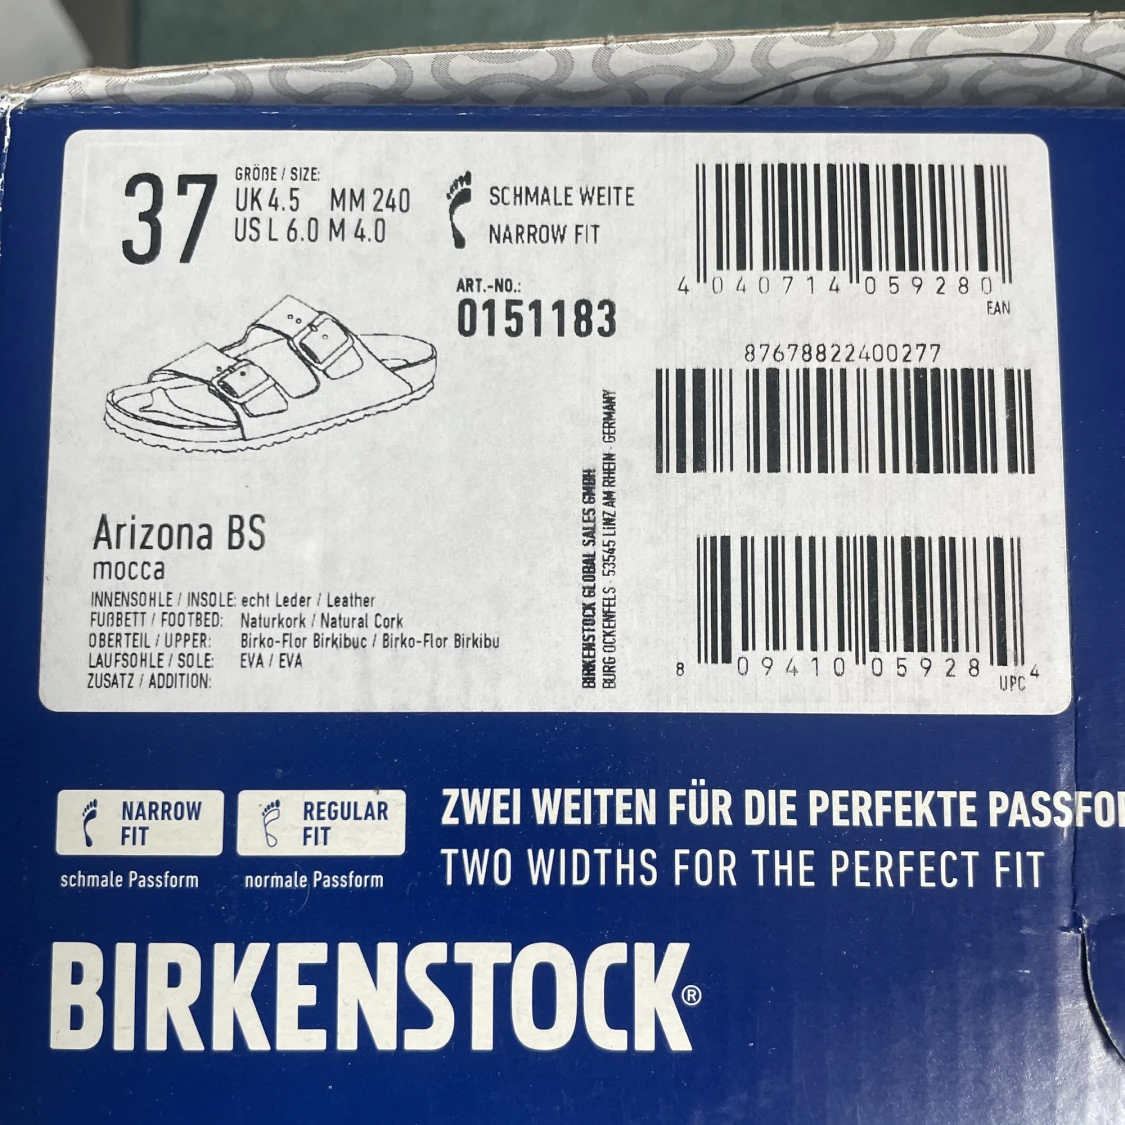 37
GRÖßE / SIZE:
UK 4.5 MM 240
US L 6.0 M 4.0
SCHMALE WEITE
NARROW FIT
ART.-NO.:
0151183
4 040714 059280
EAN
87678822400277
8 09410 05928 4
UPC
BIRKENSTOCK GLOBAL SALES GMBH
BURG OCKENFELS · 53545 LINZ AM RHEIN · GERMANY
Arizona BS
mocca
INNENSOHLE / INSOLE: echt Leder / Leather
FUßBETT / FOOTBED: Naturkork / Natural Cork
OBERTEIL / UPPER: Birko-Flor Birkibuc / Birko-Flor Birkibu
LAUFSOHLE / SOLE: EVA / EVA
ZUSATZ / ADDITION:
NARROW
FIT
schmale Passform
REGULAR
FIT
normale Passform
ZWEI WEITEN FÜR DIE PERFEKTE PASSFO
TWO WIDTHS FOR THE PERFECT FIT
BIRKENSTOCK®